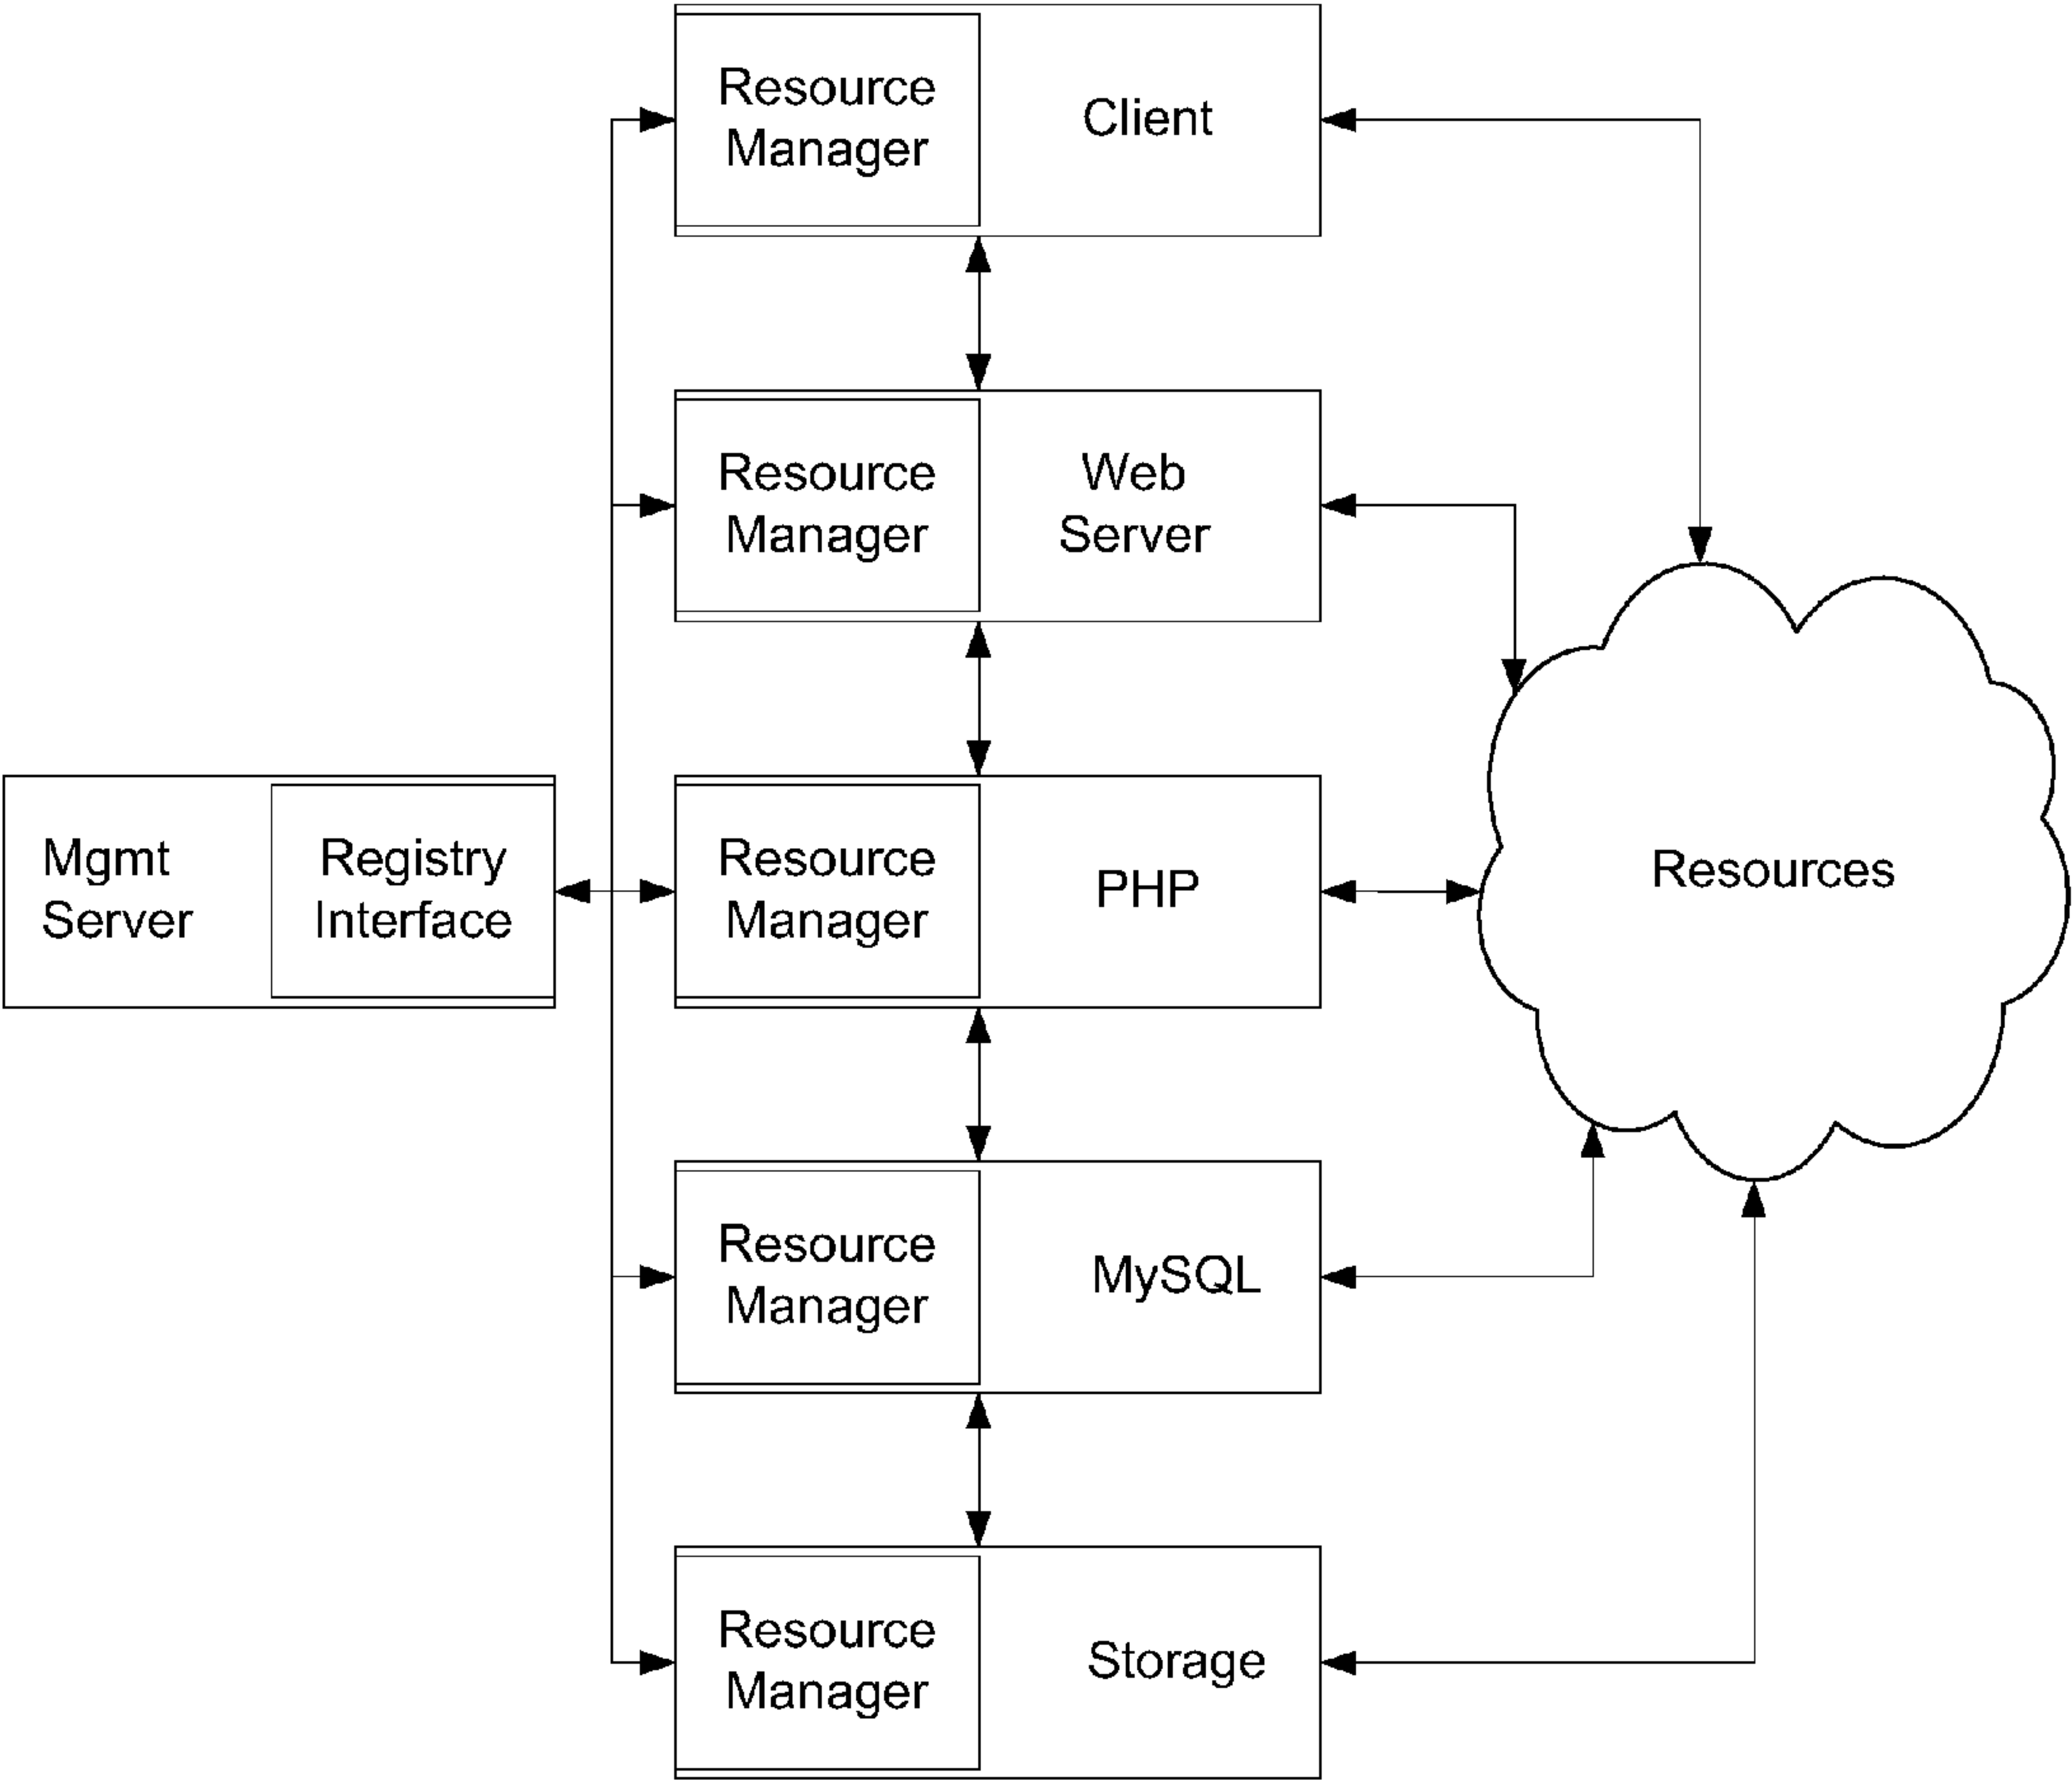 Resource
Manager
Client
Resource
Manager
Web
Server
Mgmt
Server
Registry
Interface
Resource
Manager
PHP
Resources
Resource
Manager
MySQL
Resource
Manager
Storage